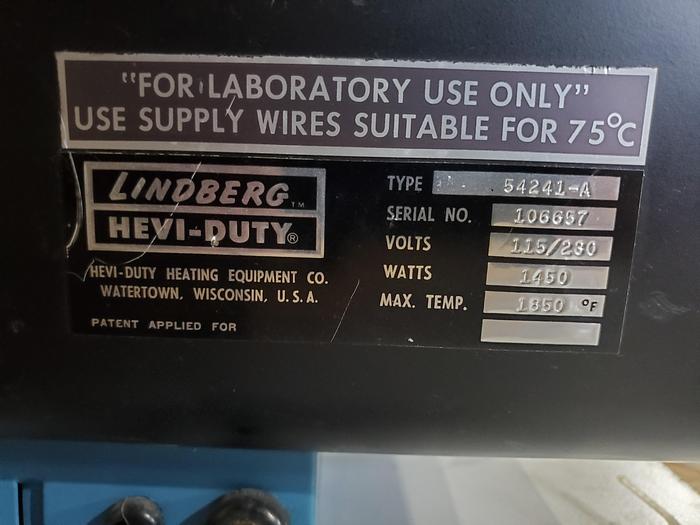 "FOR LABORATORY USE ONLY"
USE SUPPLY WIRES SUITABLE FOR 75°C
LINDBERG TM
HEVI-DUTY®
HEVI-DUTY HEATING EQUIPMENT CO.
WATERTOWN, WISCONSIN, U.S.A.
PATENT APPLIED FOR
TYPE 54241-A
SERIAL NO. 106657
VOLTS 115/230
WATTS 1450
MAX. TEMP. 1850 °F